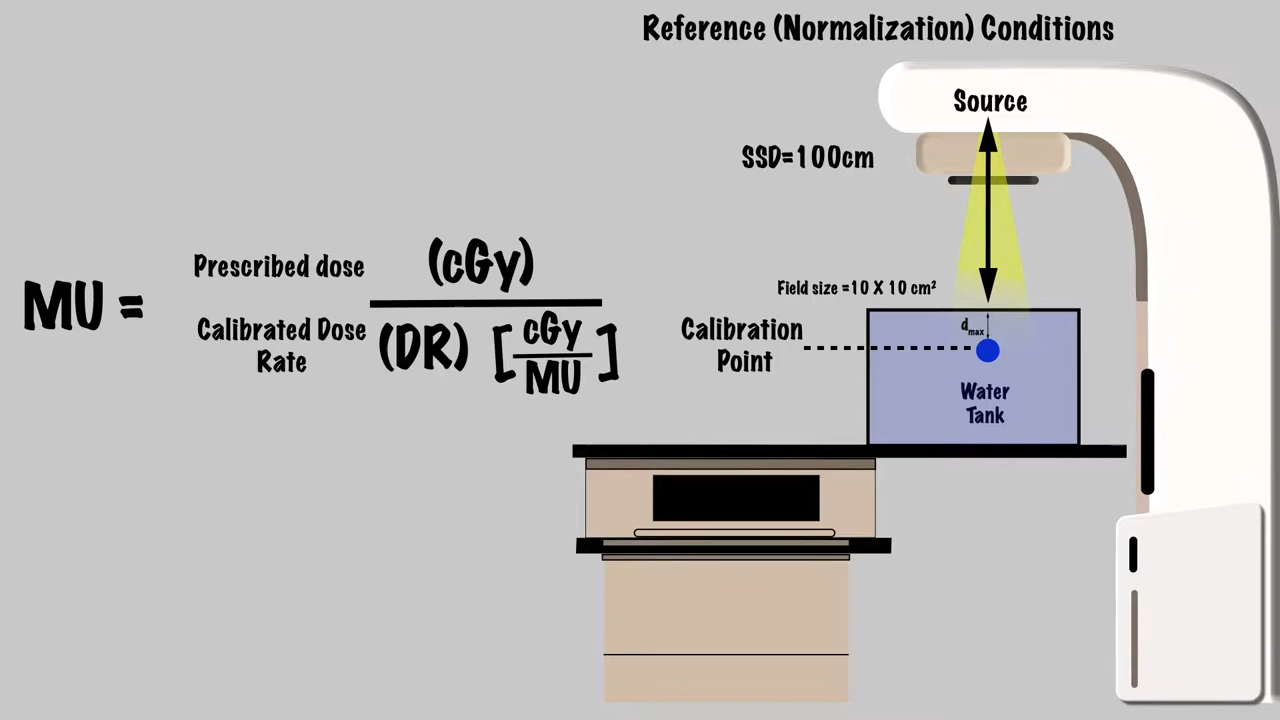 Reference (Normalization) Conditions
Source
SSD=100cm
MU =
Prescribed dose
(cGy)
Calibrated Dose
Rate
(DR) [cGy/MU]
Field size =10 X 10 cm²
Calibration
Point
dmax
Water
Tank